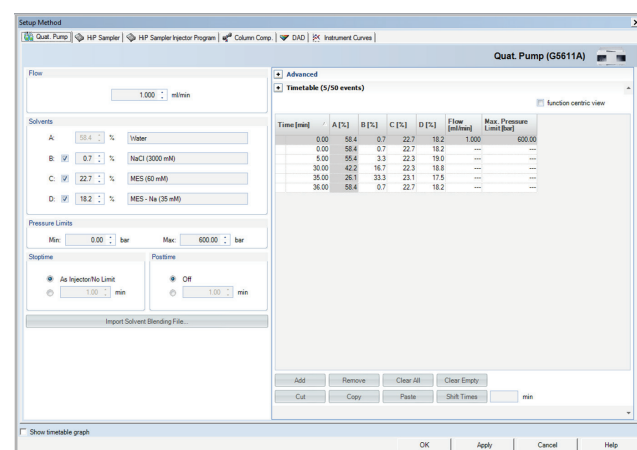 Setup Method
Quat. Pump HiP Sampler HiP Sampler Injector Program Column Comp. DAD Instrument Curves
Quat. Pump (G5611A)
Flow
1.000 ml/min
Solvents
A: 58.4 % Water
B: 0.7 % NaCl (3000 mN)
C: 22.7 % MES (60 mM)
D: 18.2 % MES - Na (35 mM)
Pressure Limits
Min: 0.00 bar Max: 600.00 bar
Stoptime Posttime
As Injector/No Limit Off
1.00 min 1.00 min
Import Solvent Blending File...
Advanced
Timetable (5/50 events)
function centric view
Time [min] A [%] B [%] C [%] D [%] Flow [ml/min] Max. Pressure Limit [bar]
0.00 58.4 0.7 22.7 18.2 1.000 600.00
0.00 58.4 0.7 22.7 18.2 --- ---
5.00 55.4 3.3 22.3 19.0 --- ---
30.00 42.2 16.7 22.3 18.8 --- ---
35.00 26.1 33.3 23.1 17.5 --- ---
36.00 58.4 0.7 22.7 18.2 --- ---
Add Remove Clear All Clear Empty
Cut Copy Paste Shift Times min
Show timetable graph
OK Apply Cancel Help